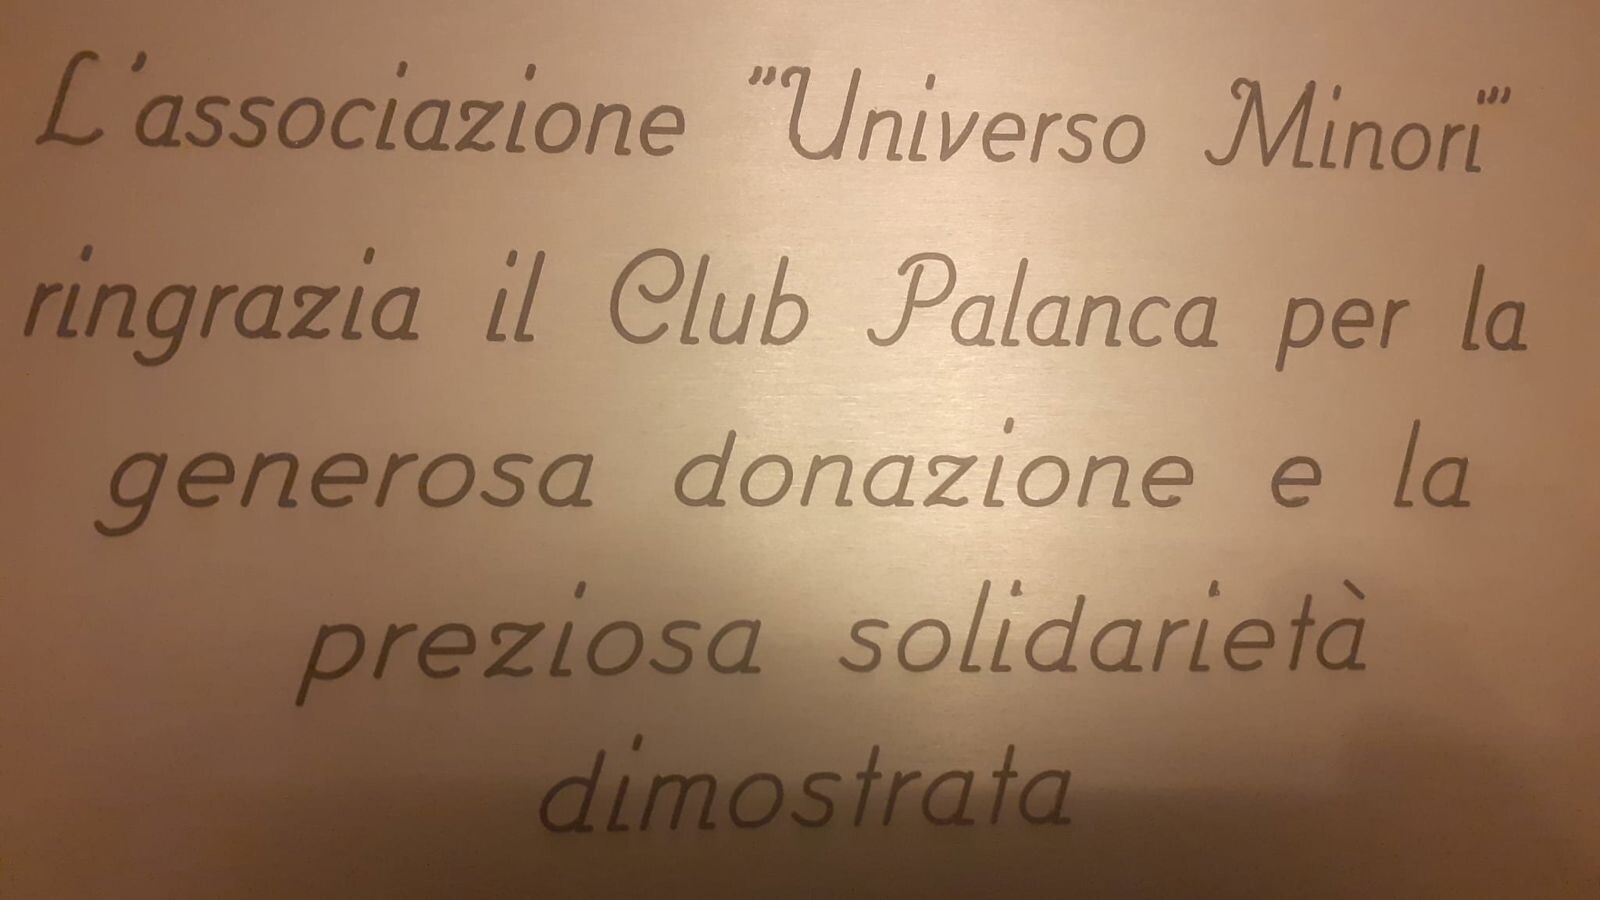 L'associazione "Universo Minori"
ringrazia il Club Palanca per la
generosa donazione e la
preziosa solidarietà
dimostrata